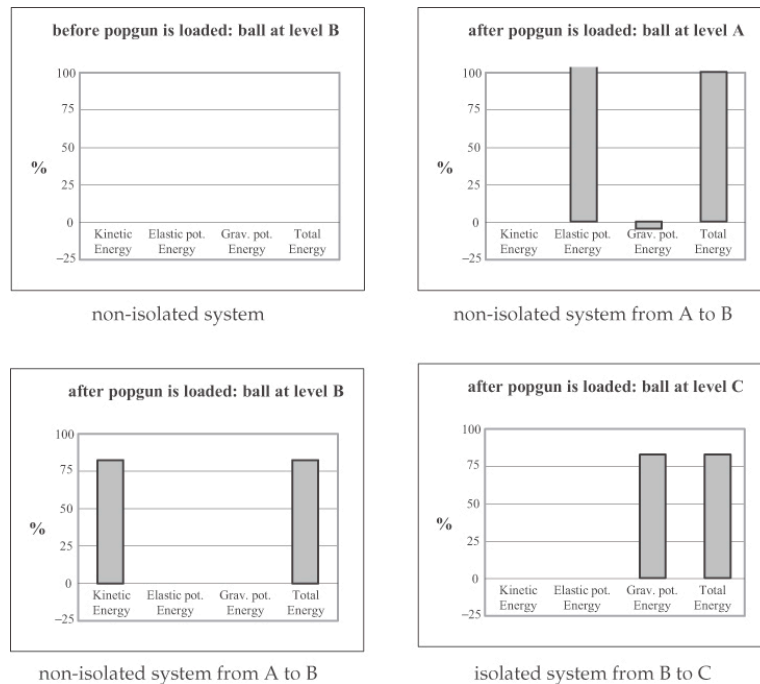 before popgun is loaded: ball at level B
100
75
50
%
25
0
Kinetic Energy
Elastic pot. Energy
Grav. pot. Energy
Total Energy
–25
non-isolated system
after popgun is loaded: ball at level A
100
75
50
%
25
0
Kinetic Energy
Elastic pot. Energy
Grav. pot. Energy
Total Energy
–25
non-isolated system from A to B
after popgun is loaded: ball at level B
100
75
50
%
25
0
Kinetic Energy
Elastic pot. Energy
Grav. pot. Energy
Total Energy
–25
non-isolated system from A to B
after popgun is loaded: ball at level C
100
75
50
%
25
0
Kinetic Energy
Elastic pot. Energy
Grav. pot. Energy
Total Energy
–25
isolated system from B to C